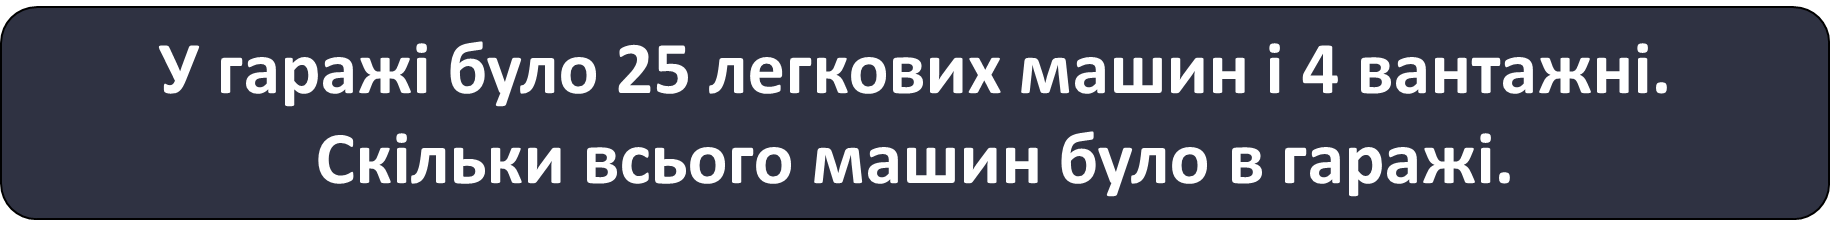 У гаражі було 25 легкових машин і 4 вантажні.
Скільки всього машин було в гаражі.